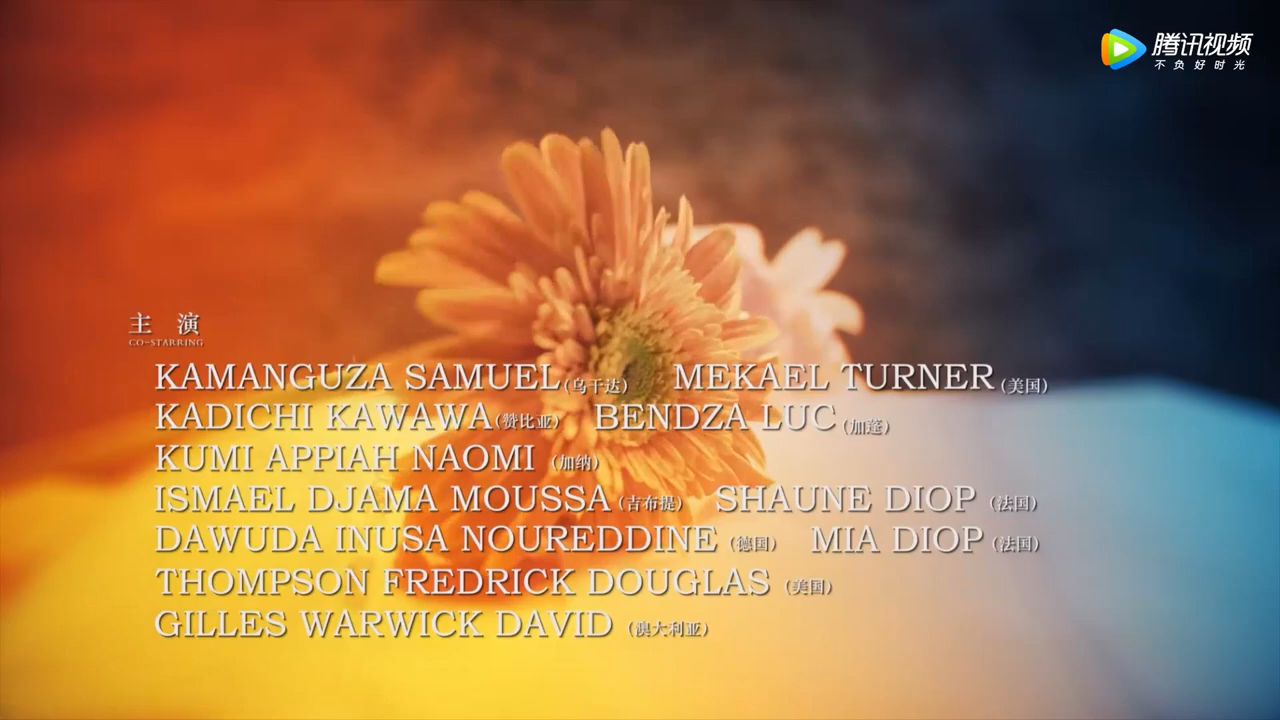 腾讯视频
不负好时光
主 演
CO-STARRING
KAMANGUZA SAMUEL(乌干达) MEKAEL TURNER(美国)
KADICHI KAWAWA(赞比亚) BENDZA LUC(加蓬)
KUMI APPIAH NAOMI (加纳)
ISMAEL DJAMA MOUSSA(吉布提) SHAUNE DIOP (法国)
DAWUDA INUSA NOUREDDINE (德国) MIA DIOP(法国)
THOMPSON FREDRICK DOUGLAS (美国)
GILLES WARWICK DAVID (澳大利亚)